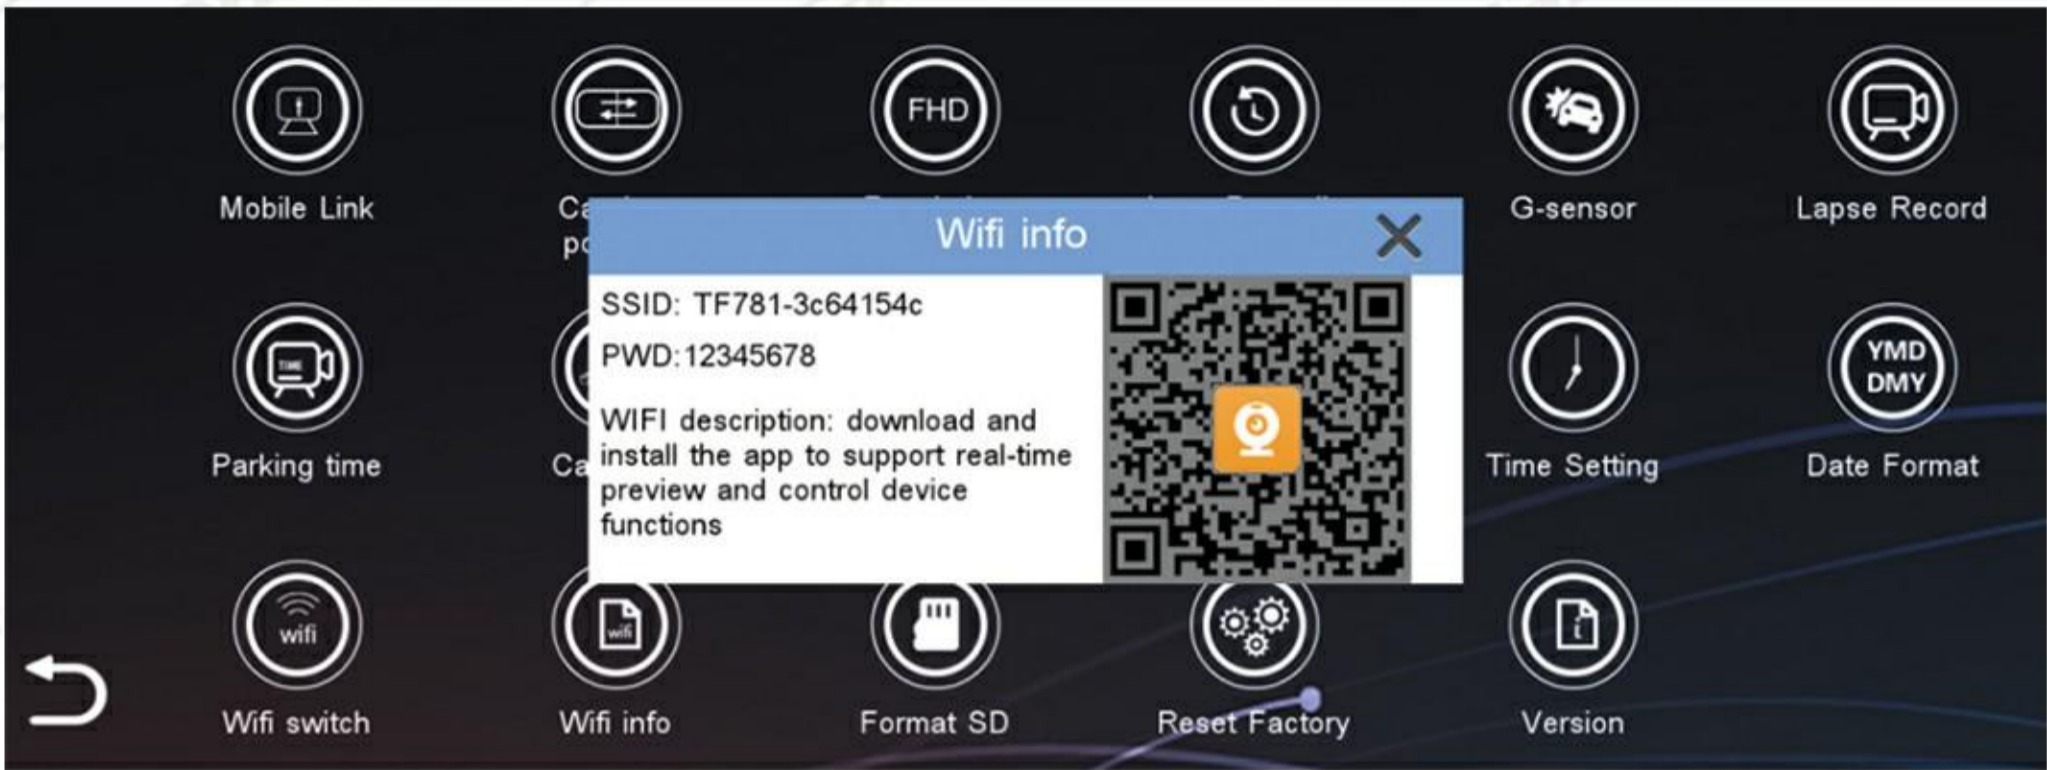 FHD
Mobile Link
G-sensor
Lapse Record
Wifi info
SSID: TF781-3c64154c
PWD:12345678
WIFI description: download and
install the app to support real-time
preview and control device
functions
TIME
YMD
DMY
Parking time
Time Setting
Date Format
wifi
wifi
Wifi switch
Wifi info
Format SD
Reset Factory
Version